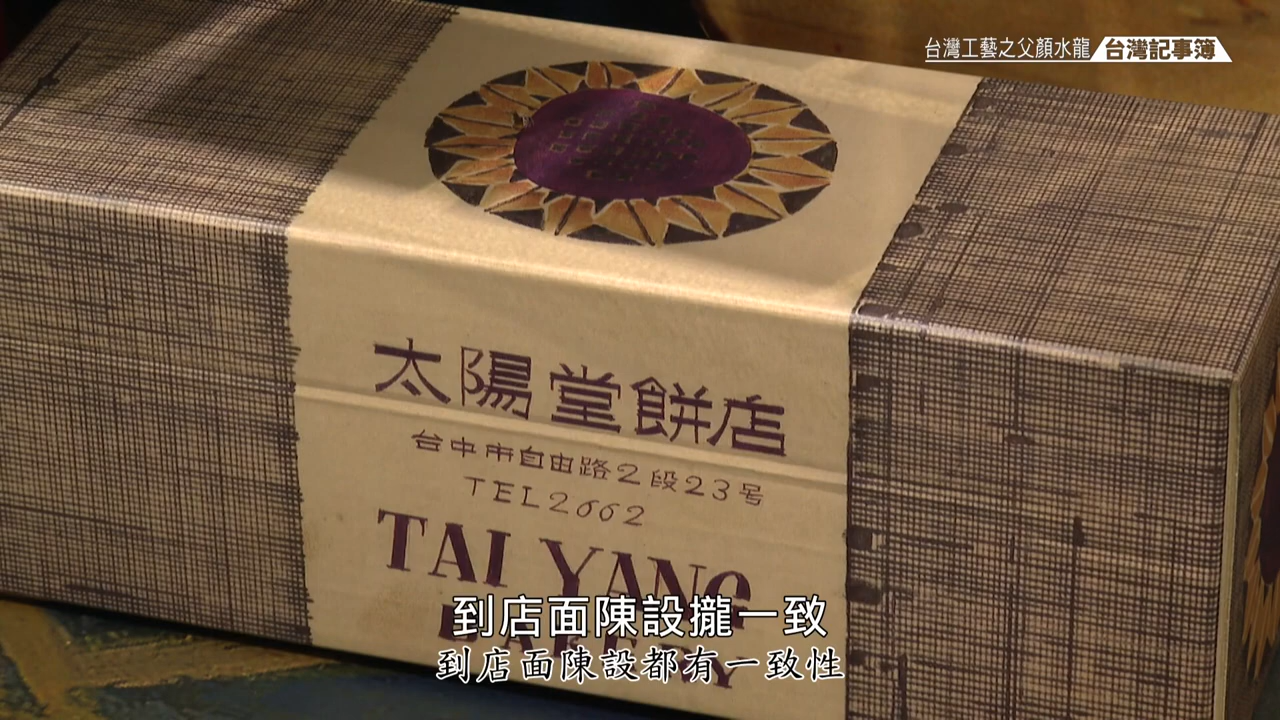 台灣工藝之父顏水龍 台灣記事簿
太陽堂餅店
台中市自由路2段23号
TEL2662
TAI YANG
BAKERY
到店面陳設攏一致
到店面陳設都有一致性